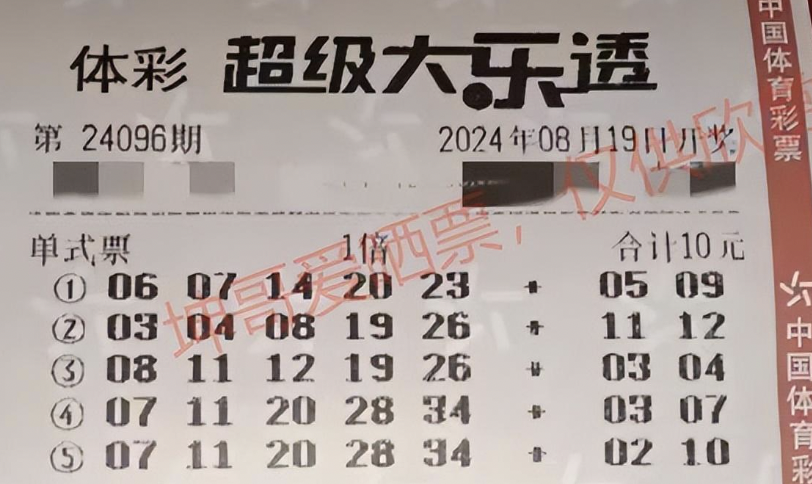 体彩 超级大乐透
第 24096期 2024年08月19日开奖
单式票 1倍 合计10元
① 06 07 14 20 23 + 05 09
② 03 04 08 19 26 + 11 12
③ 08 11 12 19 26 + 03 04
④ 07 11 20 28 34 + 03 07
⑤ 07 11 20 28 34 + 02 10
坤哥爱晒票，仅供欣
中国体育彩票
中国体育彩